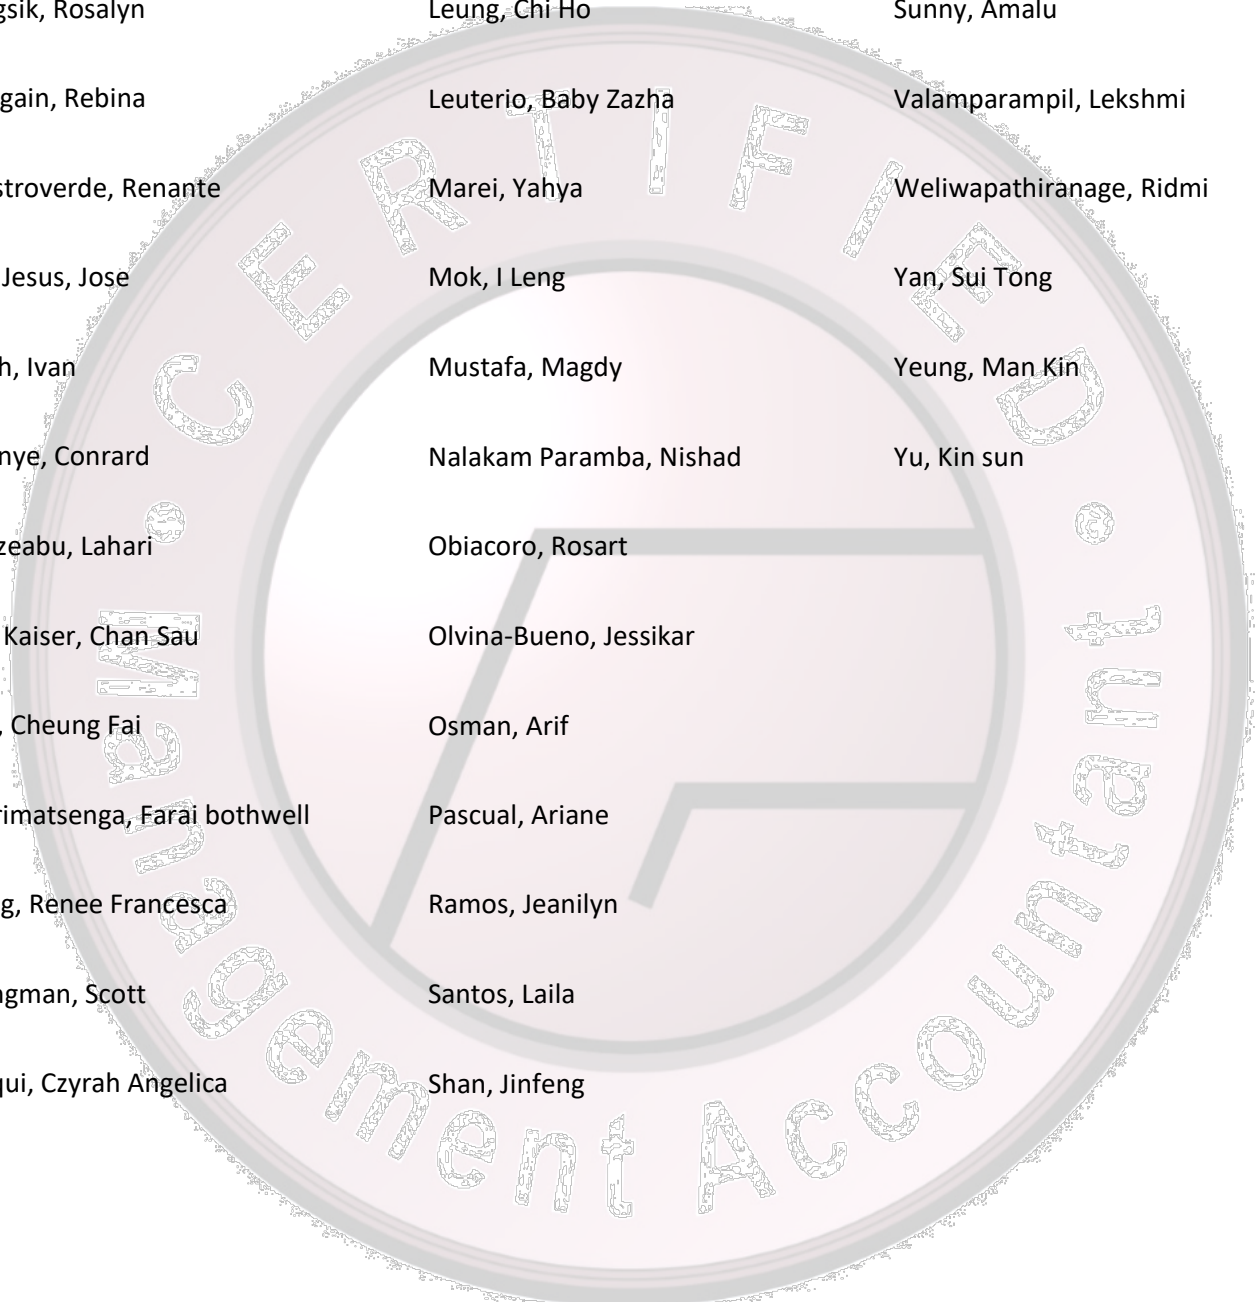 gsik, Rosalyn
gain, Rebina
stroverde, Renante
Jesus, Jose
h, Ivan
nye, Conrard
zeabu, Lahari
Kaiser, Chan Sau
, Cheung Fai
rimatsenga, Farai bothwell
g, Renee Francesca
ngman, Scott
qui, Czyrah Angelica
Leung, Chi Ho
Leuterio, Baby Zazha
Marei, Yahya
Mok, I Leng
Mustafa, Magdy
Nalakam Paramba, Nishad
Obiacoro, Rosart
Olvina-Bueno, Jessikar
Osman, Arif
Pascual, Ariane
Ramos, Jeanilyn
Santos, Laila
Shan, Jinfeng
Sunny, Amalu
Valamparampil, Lekshmi
Weliwapathiranage, Ridmi
Yan, Sui Tong
Yeung, Man Kin
Yu, Kin sun
CERTIFIED
Management Accountant